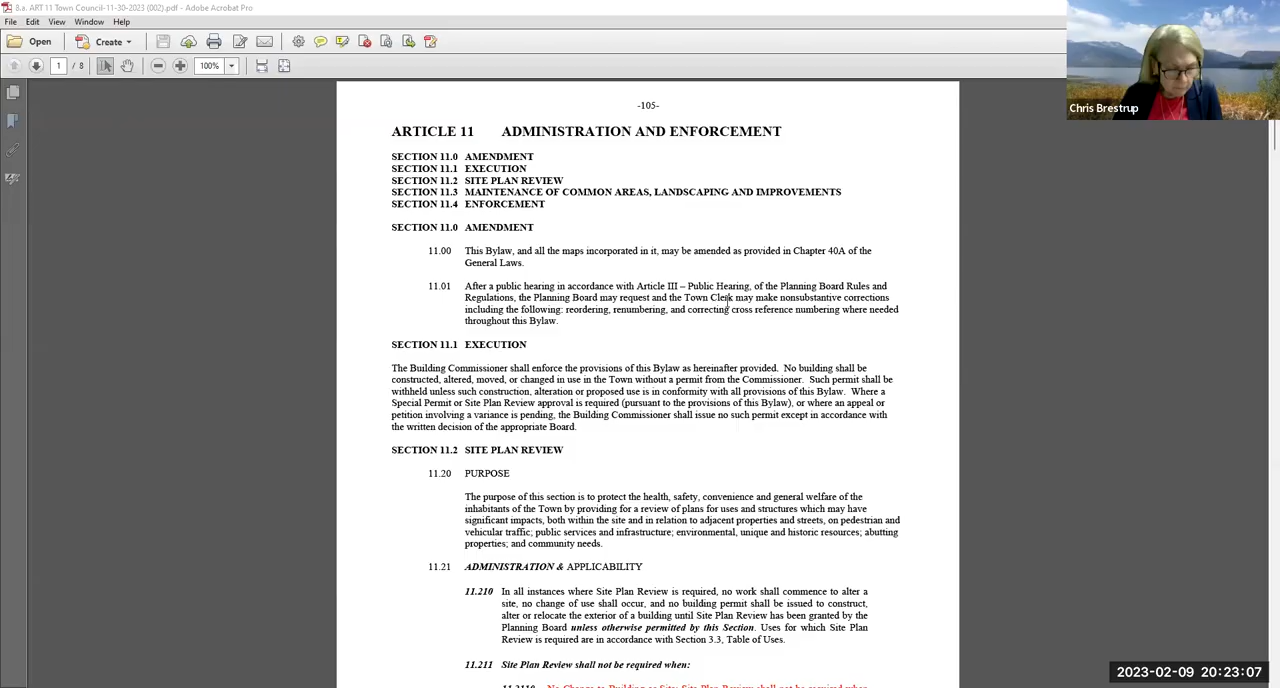 8.a. ART 11 Town Council-11-30-2023 (002).pdf - Adobe Acrobat Pro
File Edit View Window Help
Open Create
1 / 8 100%
Chris Brestrup
-105-
ARTICLE 11 ADMINISTRATION AND ENFORCEMENT
SECTION 11.0 AMENDMENT
SECTION 11.1 EXECUTION
SECTION 11.2 SITE PLAN REVIEW
SECTION 11.3 MAINTENANCE OF COMMON AREAS, LANDSCAPING AND IMPROVEMENTS
SECTION 11.4 ENFORCEMENT
SECTION 11.0 AMENDMENT
11.00 This Bylaw, and all the maps incorporated in it, may be amended as provided in Chapter 40A of the
General Laws.
11.01 After a public hearing in accordance with Article III – Public Hearing, of the Planning Board Rules and
Regulations, the Planning Board may request and the Town Clerk may make nonsubstantive corrections
including the following: reordering, renumbering, and correcting cross reference numbering where needed
throughout this Bylaw.
SECTION 11.1 EXECUTION
The Building Commissioner shall enforce the provisions of this Bylaw as hereinafter provided. No building shall be
constructed, altered, moved, or changed in use in the Town without a permit from the Commissioner. Such permit shall be
withheld unless such construction, alteration or proposed use is in conformity with all provisions of this Bylaw. Where a
Special Permit or Site Plan Review approval is required (pursuant to the provisions of this Bylaw), or where an appeal or
petition involving a variance is pending, the Building Commissioner shall issue no such permit except in accordance with
the written decision of the appropriate Board.
SECTION 11.2 SITE PLAN REVIEW
11.20 PURPOSE
The purpose of this section is to protect the health, safety, convenience and general welfare of the
inhabitants of the Town by providing for a review of plans for uses and structures which may have
significant impacts, both within the site and in relation to adjacent properties and streets, on pedestrian and
vehicular traffic; public services and infrastructure; environmental, unique and historic resources; abutting
properties; and community needs.
11.21 ADMINISTRATION & APPLICABILITY
11.210 In all instances where Site Plan Review is required, no work shall commence to alter a
site, no change of use shall occur, and no building permit shall be issued to construct,
alter or relocate the exterior of a building until Site Plan Review has been granted by the
Planning Board unless otherwise permitted by this Section. Uses for which Site Plan
Review is required are in accordance with Section 3.3, Table of Uses.
11.211 Site Plan Review shall not be required when:
11.2110 No Change to Building or Site: Site Plan Review shall not be required when
2023-02-09 20:23:07